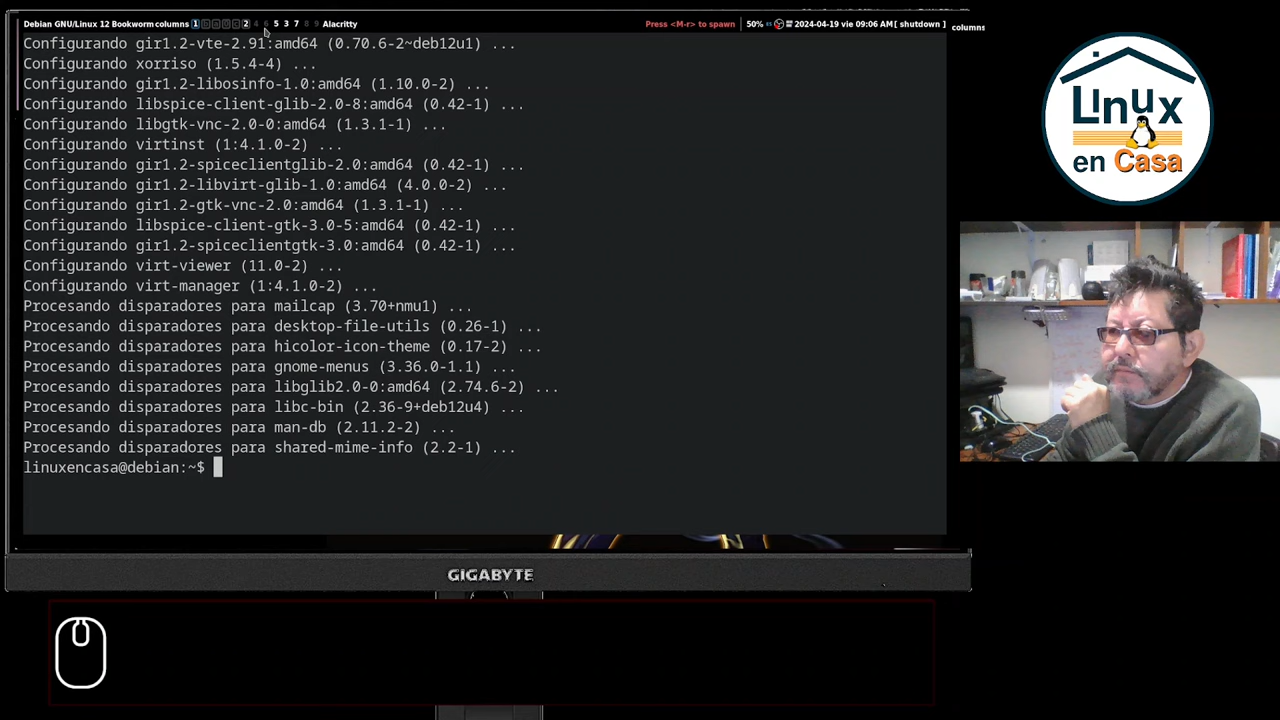 Debian GNU/Linux 12 Bookworm columns 1 2 4 6 5 3 7 8 9 Alacritty Press <M-r> to spawn 50% 2024-04-19 vie 09:06 AM [ shutdown ] columns
Configurando gir1.2-vte-2.91:amd64 (0.70.6-2~deb12u1) ...
Configurando xorriso (1.5.4-4) ...
Configurando gir1.2-libosinfo-1.0:amd64 (1.10.0-2) ...
Configurando libspice-client-glib-2.0-8:amd64 (0.42-1) ...
Configurando libgtk-vnc-2.0-0:amd64 (1.3.1-1) ...
Configurando virtinst (1:4.1.0-2) ...
Configurando gir1.2-spiceclientglib-2.0:amd64 (0.42-1) ...
Configurando gir1.2-libvirt-glib-1.0:amd64 (4.0.0-2) ...
Configurando gir1.2-gtk-vnc-2.0:amd64 (1.3.1-1) ...
Configurando libspice-client-gtk-3.0-5:amd64 (0.42-1) ...
Configurando gir1.2-spiceclientgtk-3.0:amd64 (0.42-1) ...
Configurando virt-viewer (11.0-2) ...
Configurando virt-manager (1:4.1.0-2) ...
Procesando disparadores para mailcap (3.70+nmu1) ...
Procesando disparadores para desktop-file-utils (0.26-1) ...
Procesando disparadores para hicolor-icon-theme (0.17-2) ...
Procesando disparadores para gnome-menus (3.36.0-1.1) ...
Procesando disparadores para libglib2.0-0:amd64 (2.74.6-2) ...
Procesando disparadores para libc-bin (2.36-9+deb12u4) ...
Procesando disparadores para man-db (2.11.2-2) ...
Procesando disparadores para shared-mime-info (2.2-1) ...
linuxencasa@debian:~$
GIGABYTE
Linux
en Casa